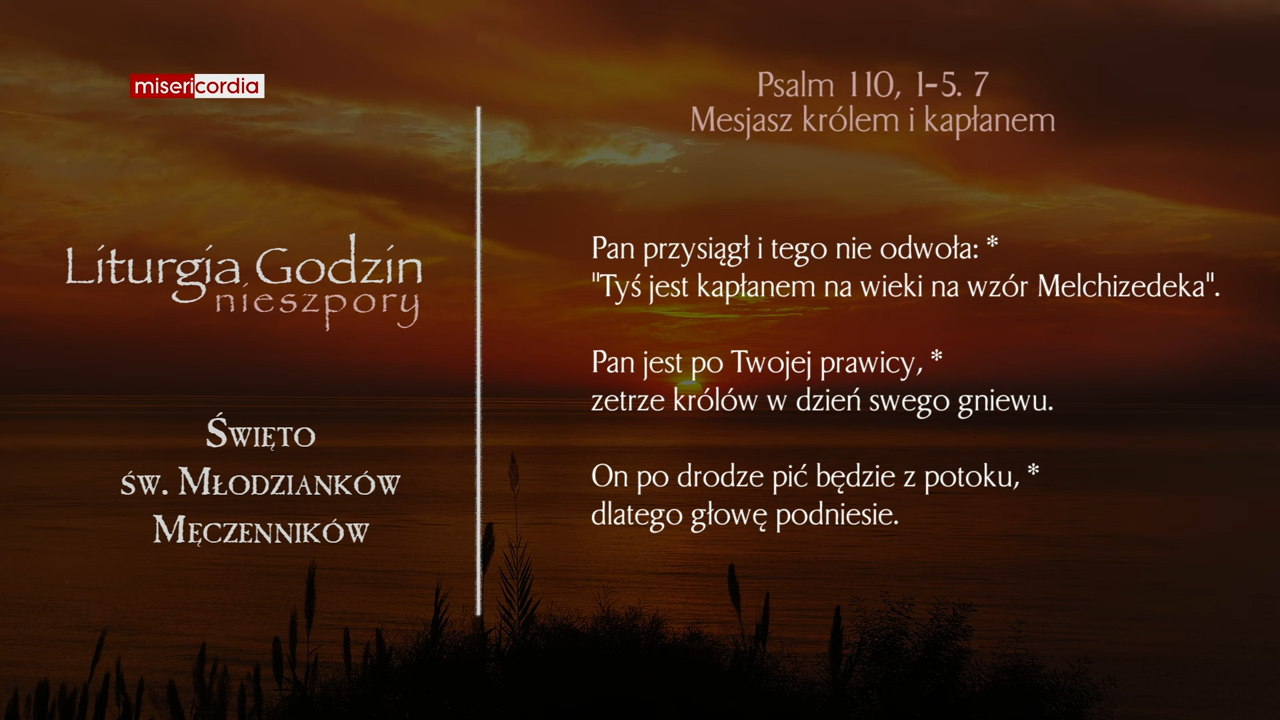 misericordia
Liturgia Godzin
nieszpory
Święto
św. Młodzianków
Męczenników
Psalm 110, 1-5. 7
Mesjasz królem i kapłanem
Pan przysiągł i tego nie odwoła: *
"Tyś jest kapłanem na wieki na wzór Melchizedeka".
Pan jest po Twojej prawicy, *
zetrze królów w dzień swego gniewu.
On po drodze pić będzie z potoku, *
dlatego głowę podniesie.